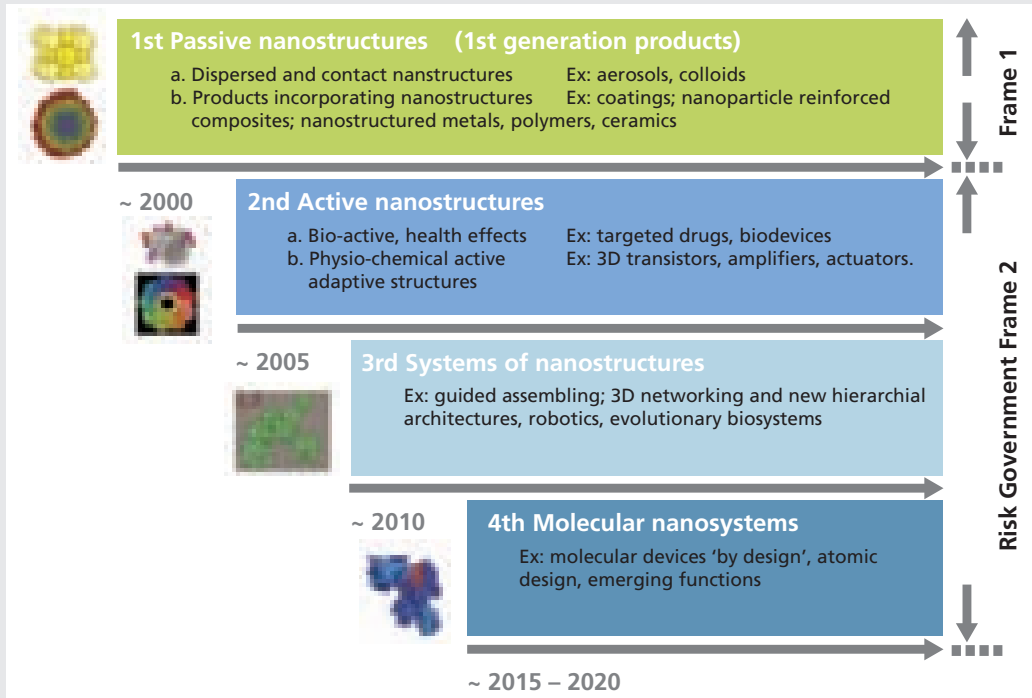 1st Passive nanostructures (1st generation products)
a. Dispersed and contact nanstructures Ex: aerosols, colloids
b. Products incorporating nanostructures Ex: coatings; nanoparticle reinforced
composites; nanostructured metals, polymers, ceramics
Frame 1
~ 2000
2nd Active nanostructures
a. Bio-active, health effects Ex: targeted drugs, biodevices
b. Physio-chemical active Ex: 3D transistors, amplifiers, actuators.
adaptive structures
~ 2005
3rd Systems of nanostructures
Ex: guided assembling; 3D networking and new hierarchial
architectures, robotics, evolutionary biosystems
Risk Government Frame 2
~ 2010
4th Molecular nanosystems
Ex: molecular devices ‘by design’, atomic
design, emerging functions
~ 2015 – 2020